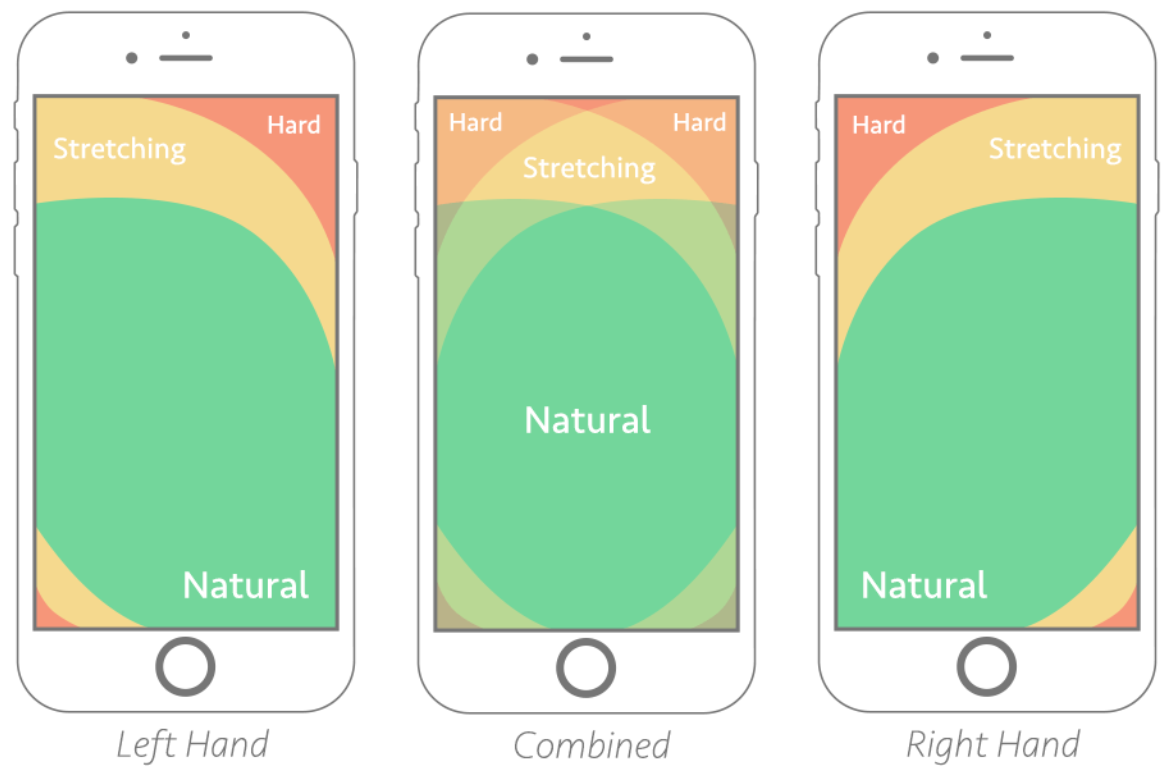 Stretching
Hard
Natural
Left Hand
Hard
Hard
Stretching
Natural
Combined
Hard
Stretching
Natural
Right Hand